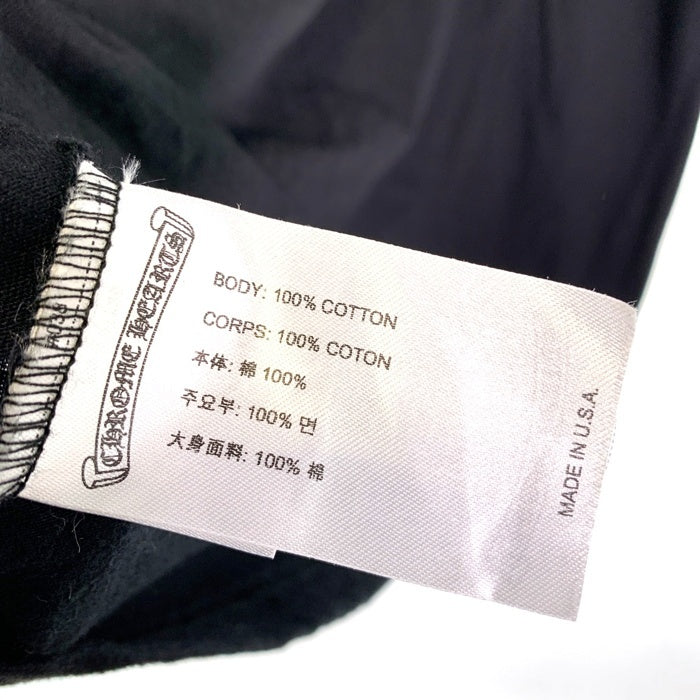 CHROME HEARTS
BODY: 100% COTTON
CORPS: 100% COTON
本体: 綿 100%
주요부: 100% 면
大身面料: 100% 棉
MADE IN U.S.A.